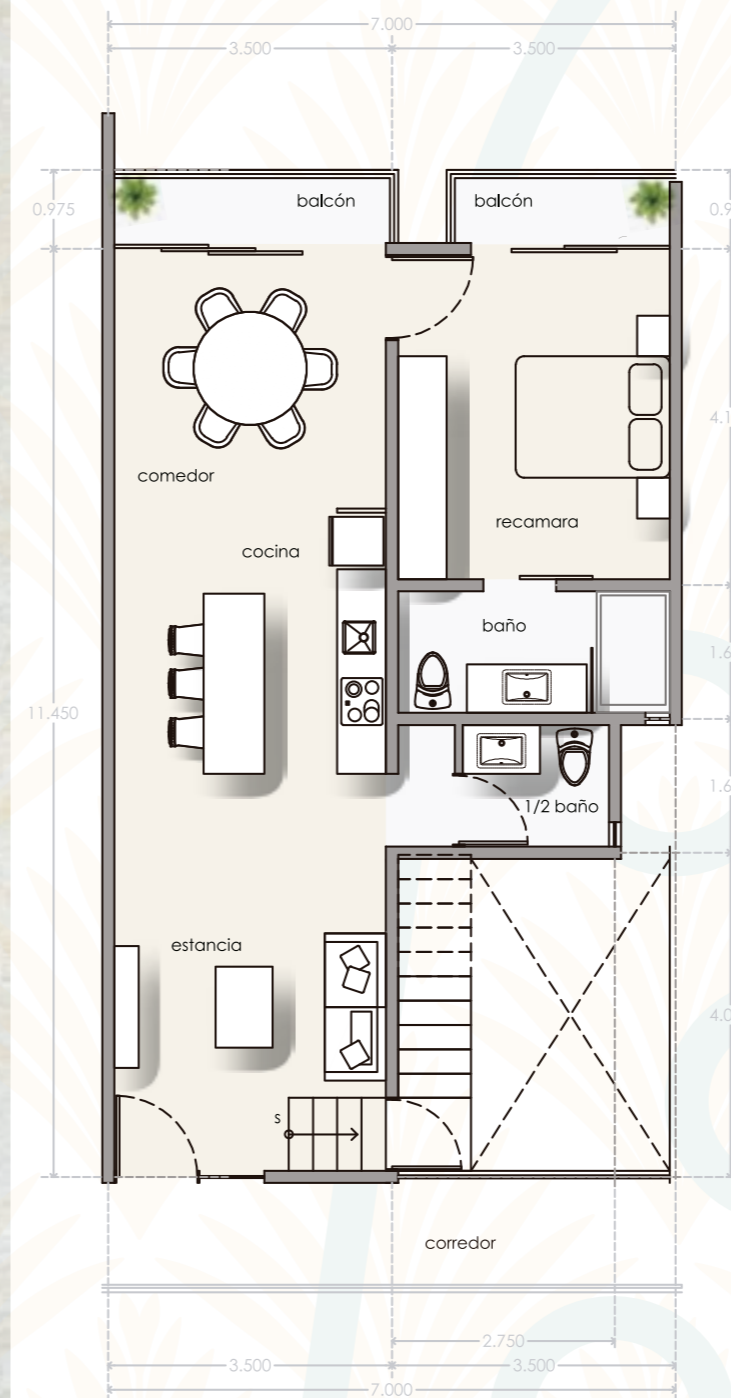 7.000
3.500 3.500
balcón balcón
0.975 0.9
4.1
comedor
recamara
cocina
baño
1.6
11.450
1.6
1/2 baño
estancia
4.0
s
corredor
2.750
3.500 3.500
7.000